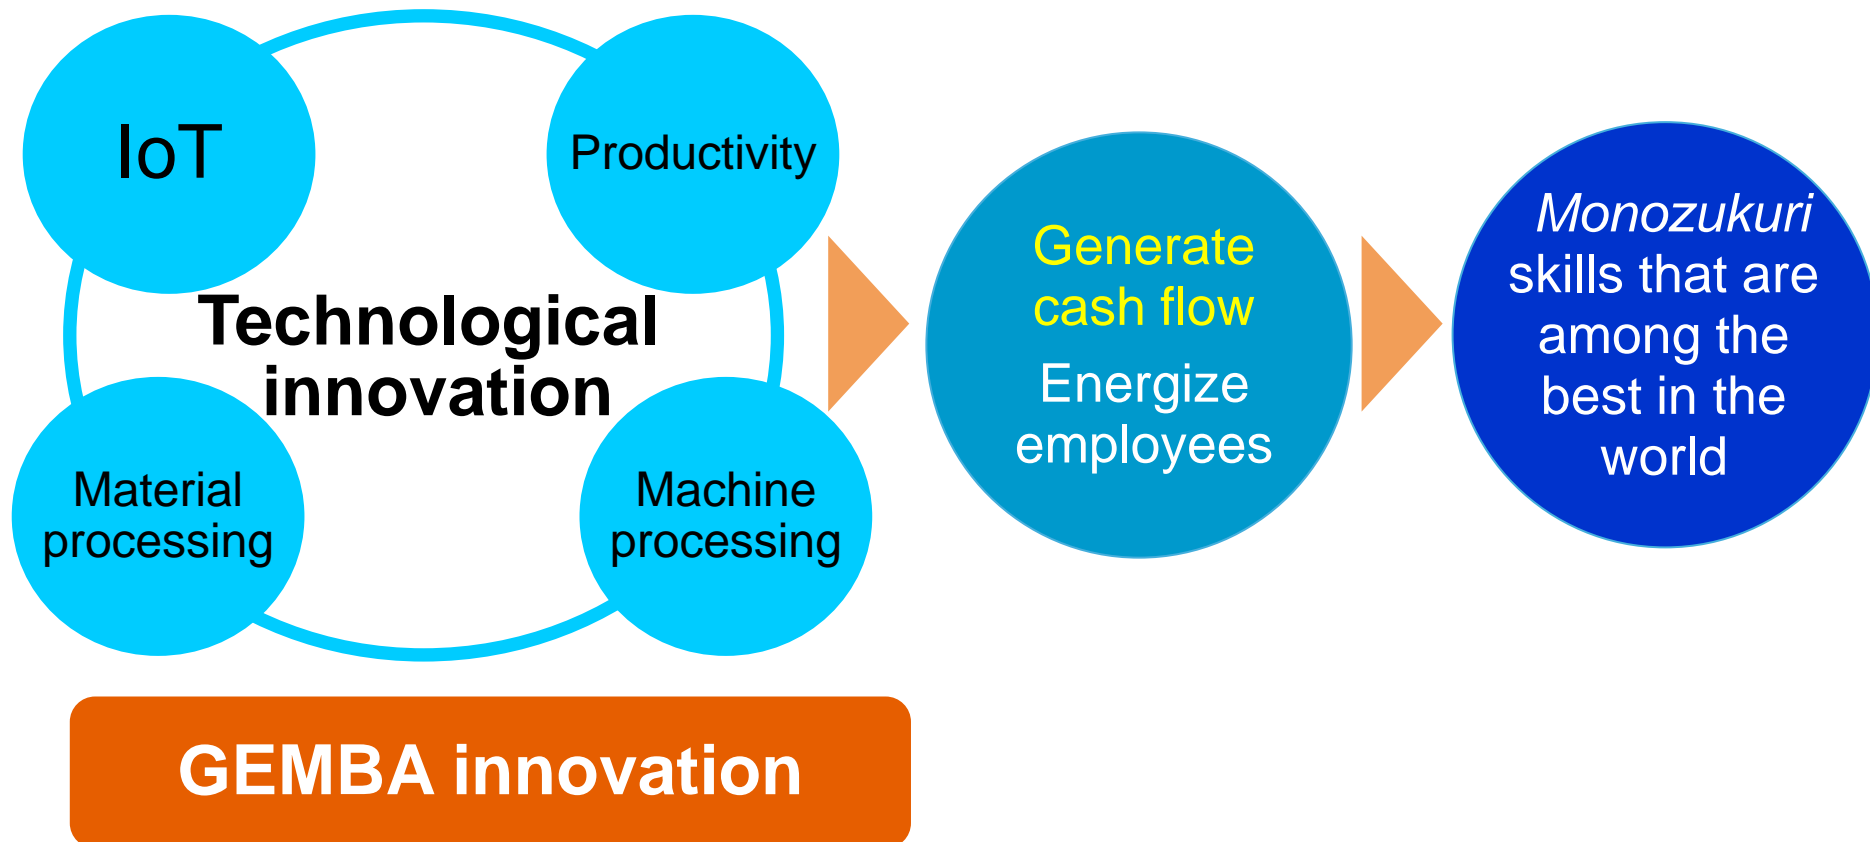 IoT
Productivity
Technological
innovation
Material
processing
Machine
processing
GEMBA innovation
Generate
cash flow
Energize
employees
Monozukuri
skills that are
among the
best in the
world